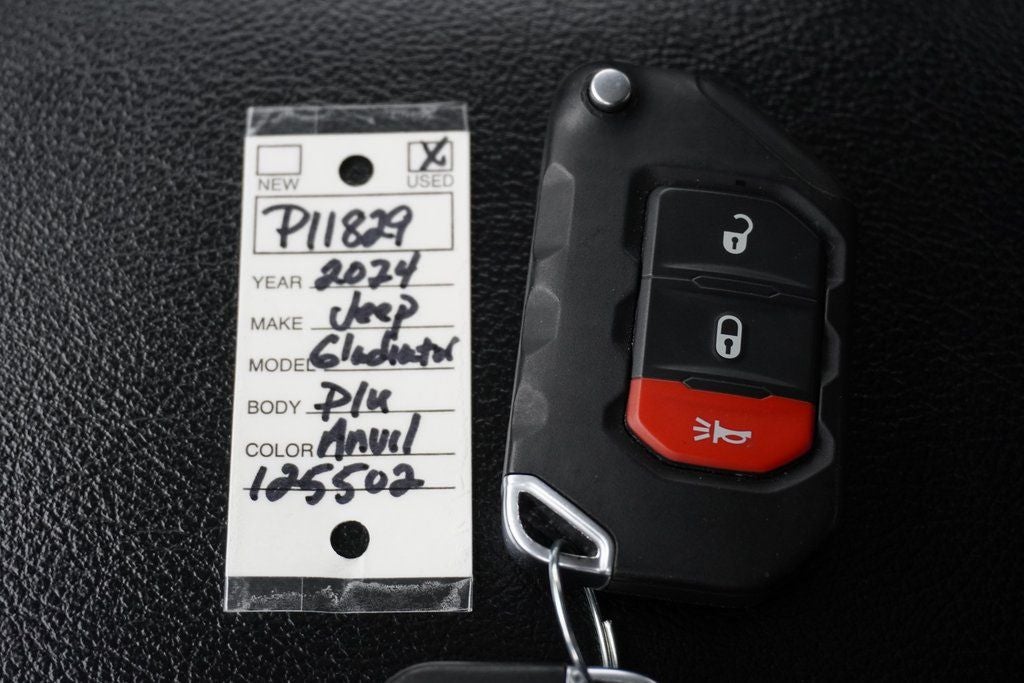 X
NEW USED
P11829
YEAR 2024
MAKE Jeep
MODEL Gladiator
BODY P/u
COLOR Anvil
125502